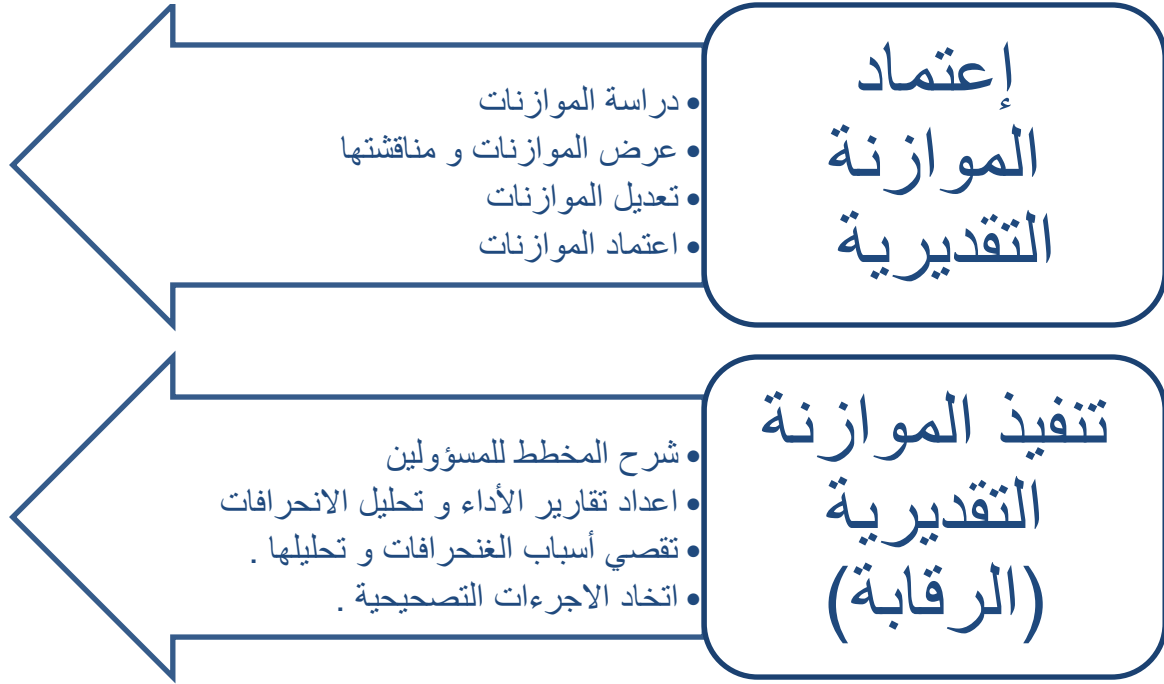 إعتماد
الموازنة
التقديرية
• دراسة الموازنات
• عرض الموازنات و مناقشتها
• تعديل الموازنات
• اعتماد الموازنات
تنفيذ الموازنة
التقديرية
(الرقابة)
• شرح المخطط للمسؤولين
• اعداد تقارير الأداء و تحليل الانحرافات
• تقصي أسباب الغنحرافات و تحليلها .
• اتخاد الاجرءات التصحيحية .